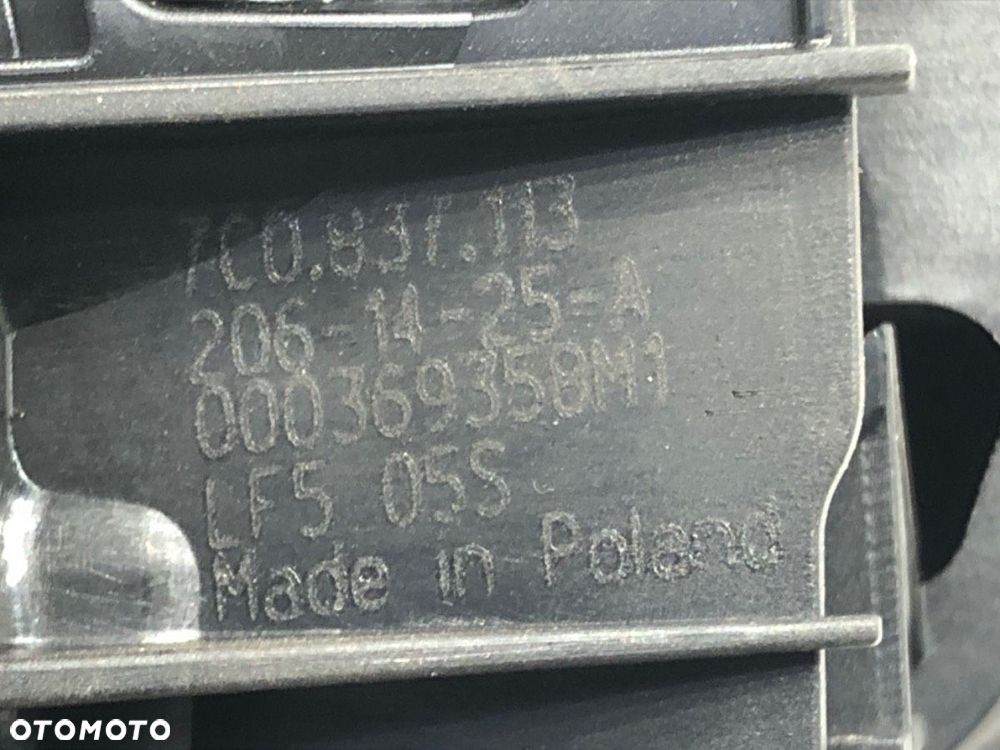 7C0.837.113
206-14-25-A
000369358M1
LF5 05S
Made in Poland
OTOMOTO